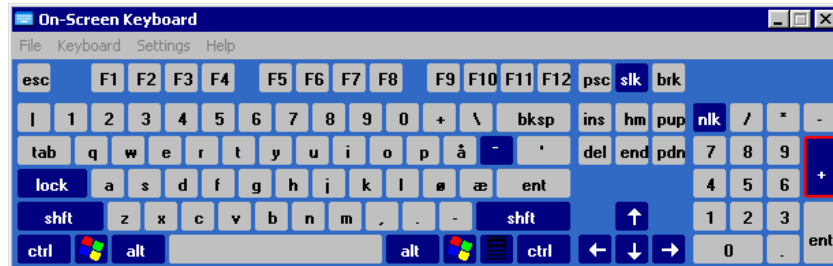 On-Screen Keyboard
File Keyboard Settings Help
esc F1 F2 F3 F4 F5 F6 F7 F8 F9 F10 F11 F12 psc slk brk
| 1 2 3 4 5 6 7 8 9 0 + \ bksp ins hm pup nlk / * -
tab q w e r t y u i o p å ¨ ' del end pdn 7 8 9 +
lock a s d f g h j k l ø æ ent 4 5 6
shft z x c v b n m , . - shft ↑ 1 2 3 ent
ctrl alt alt ctrl ← ↓ → 0 .